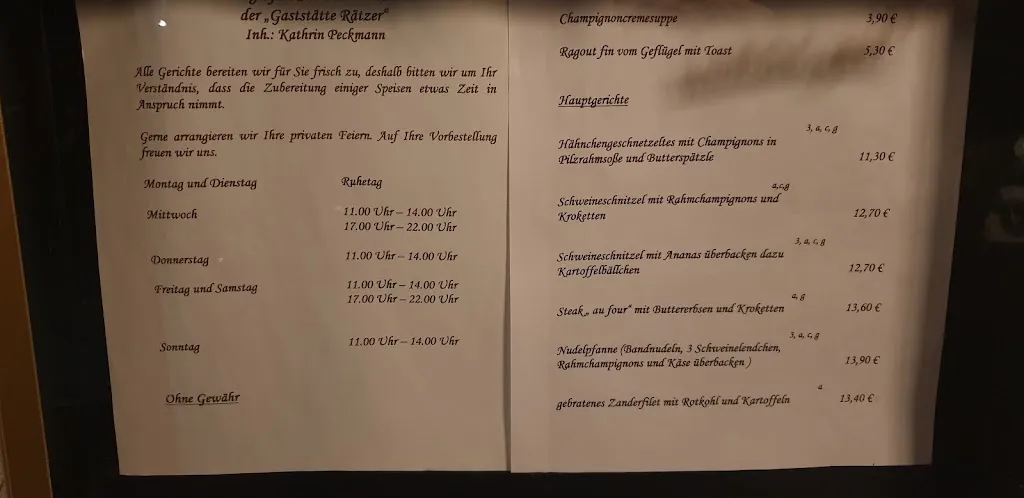 der „Gaststätte Rätzer"
Inh.: Kathrin Peckmann
Alle Gerichte bereiten wir für Sie frisch zu, deshalb bitten wir um Ihr
Verständnis, dass die Zubereitung einiger Speisen etwas Zeit in
Anspruch nimmt.
Gerne arrangieren wir Ihre privaten Feiern. Auf Ihre Vorbestellung
freuen wir uns.
Montag und Dienstag Ruhetag
Mittwoch 11.00 Uhr – 14.00 Uhr
17.00 Uhr – 22.00 Uhr
Donnerstag 11.00 Uhr – 14.00 Uhr
Freitag und Samstag 11.00 Uhr – 14.00 Uhr
17.00 Uhr – 22.00 Uhr
Sonntag 11.00 Uhr – 14.00 Uhr
Ohne Gewähr
Champignoncremesuppe 3,90 €
Ragout fin vom Geflügel mit Toast 5,30 €
Hauptgerichte
3, a, c, g
Hähnchengeschnetzeltes mit Champignons in
Pilzrahmsoße und Butterspätzle 11,30 €
a,c,g
Schweineschnitzel mit Rahmchampignons und
Kroketten 12,70 €
3, a, c, g
Schweineschnitzel mit Ananas überbacken dazu
Kartoffelbällchen 12,70 €
a, g
Steak „ au four" mit Buttererbsen und Kroketten 13,60 €
3, a, c, g
Nudelpfanne (Bandnudeln, 3 Schweinelendchen,
Rahmchampignons und Käse überbacken ) 13,90 €
a
gebratenes Zanderfilet mit Rotkohl und Kartoffeln 13,40 €